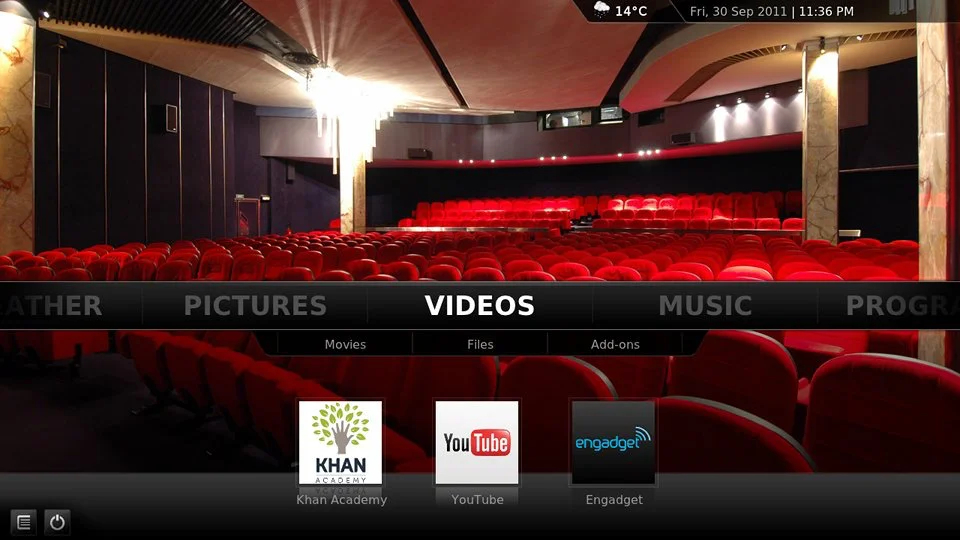 14°C
Fri, 30 Sep 2011 | 11:36 PM
ATHER PICTURES VIDEOS MUSIC PROGRA
Movies Files Add-ons
KHAN
ACADEMY
YouTube
engadget
Khan Academy YouTube Engadget